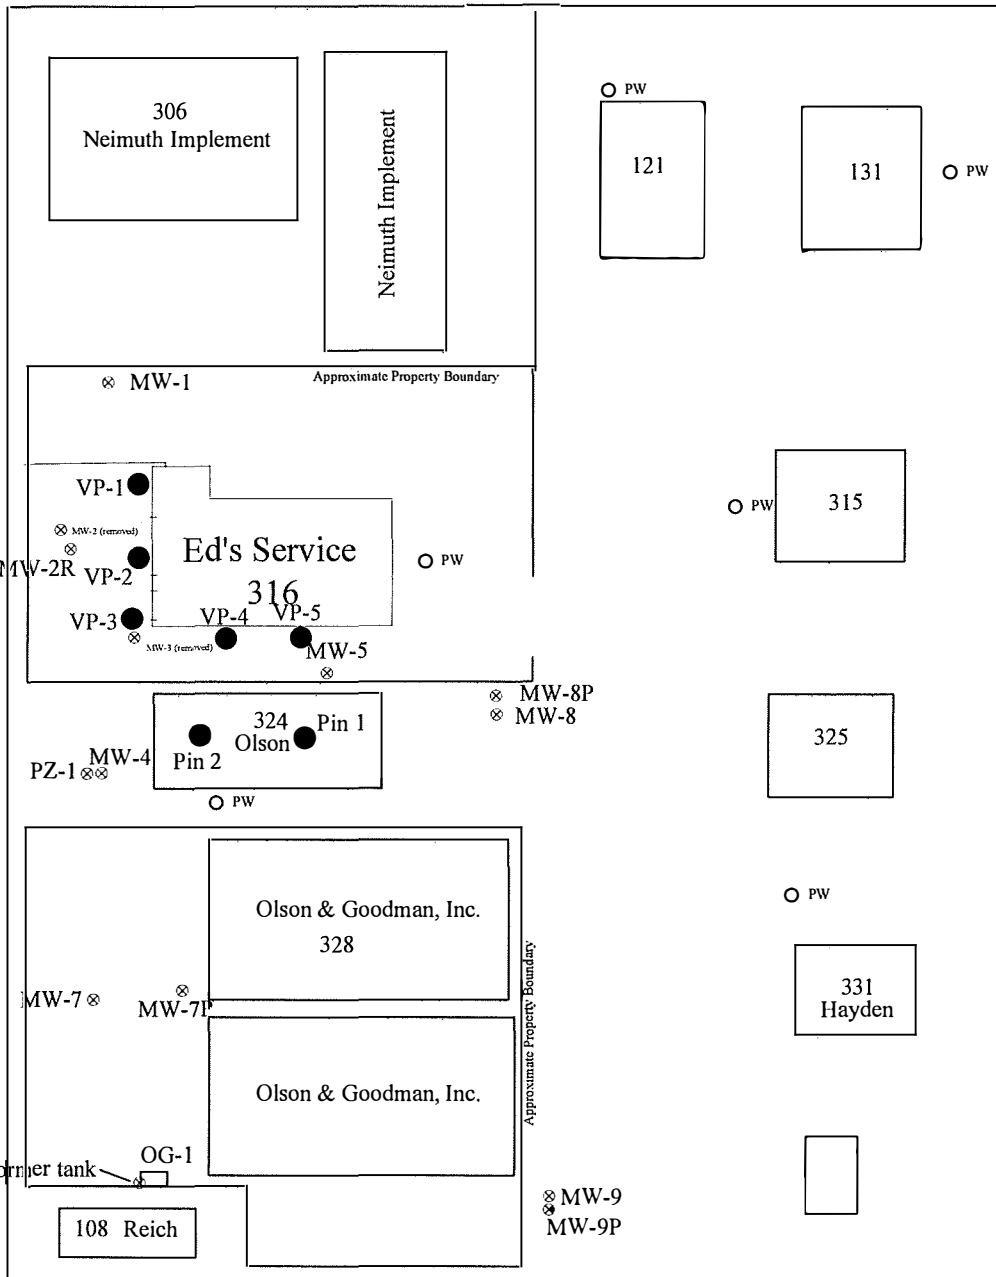 306
Neimuth Implement
Neimuth Implement
PW
121
131
PW
Approximate Property Boundary
MW-1
VP-1
MW-2 (removed)
MW-2R
VP-2
VP-3
MW-3 (removed)
Ed's Service
316
PW
VP-4
VP-5
MW-5
315
PW
MW-8P
MW-8
324
Olson
Pin 1
Pin 2
MW-4
PZ-1
PW
325
PW
Olson & Goodman, Inc.
328
Approximate Property Boundary
331
Hayden
MW-7
MW-7P
Olson & Goodman, Inc.
OG-1
ormer tank
108 Reich
MW-9
MW-9P